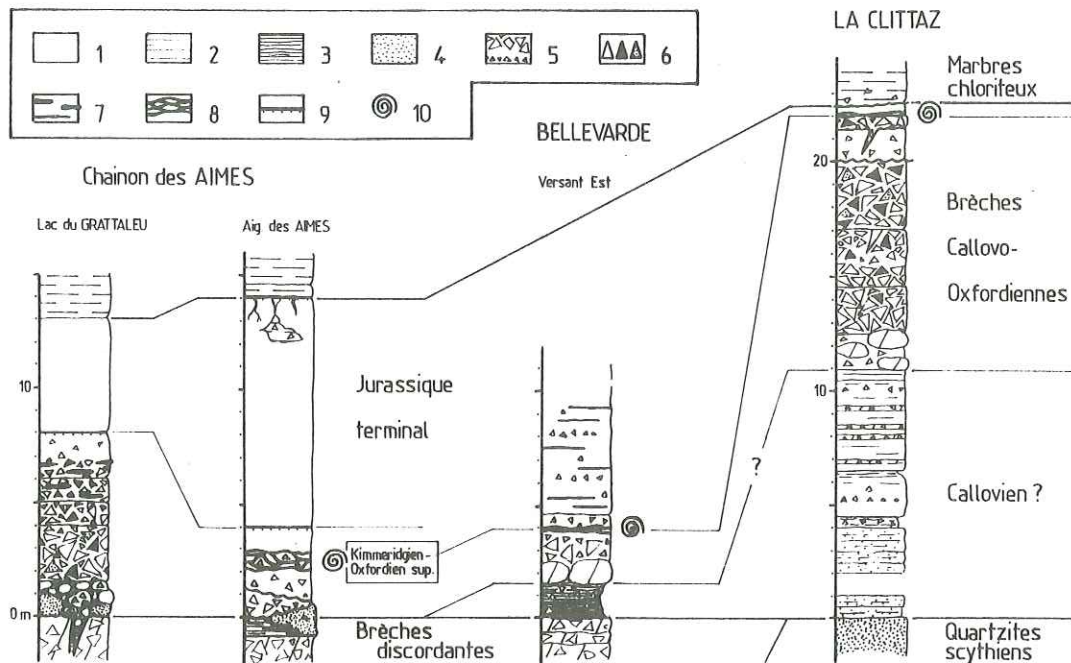 1 2 3 4 5 6
7 8 9 10
LA CLITTAZ
Marbres
chloriteux
BELLEVARDE
Versant Est
Chainon des AIMES
Lac du GRATTALEU
Aig. des AIMES
20
Brèches
Callovo-
Oxfordiennes
10
Jurassique
terminal
10
?
Callovien ?
Kimmeridgien-
Oxfordien sup.
0 m
Brèches
discordantes
Quartzites
scythiens